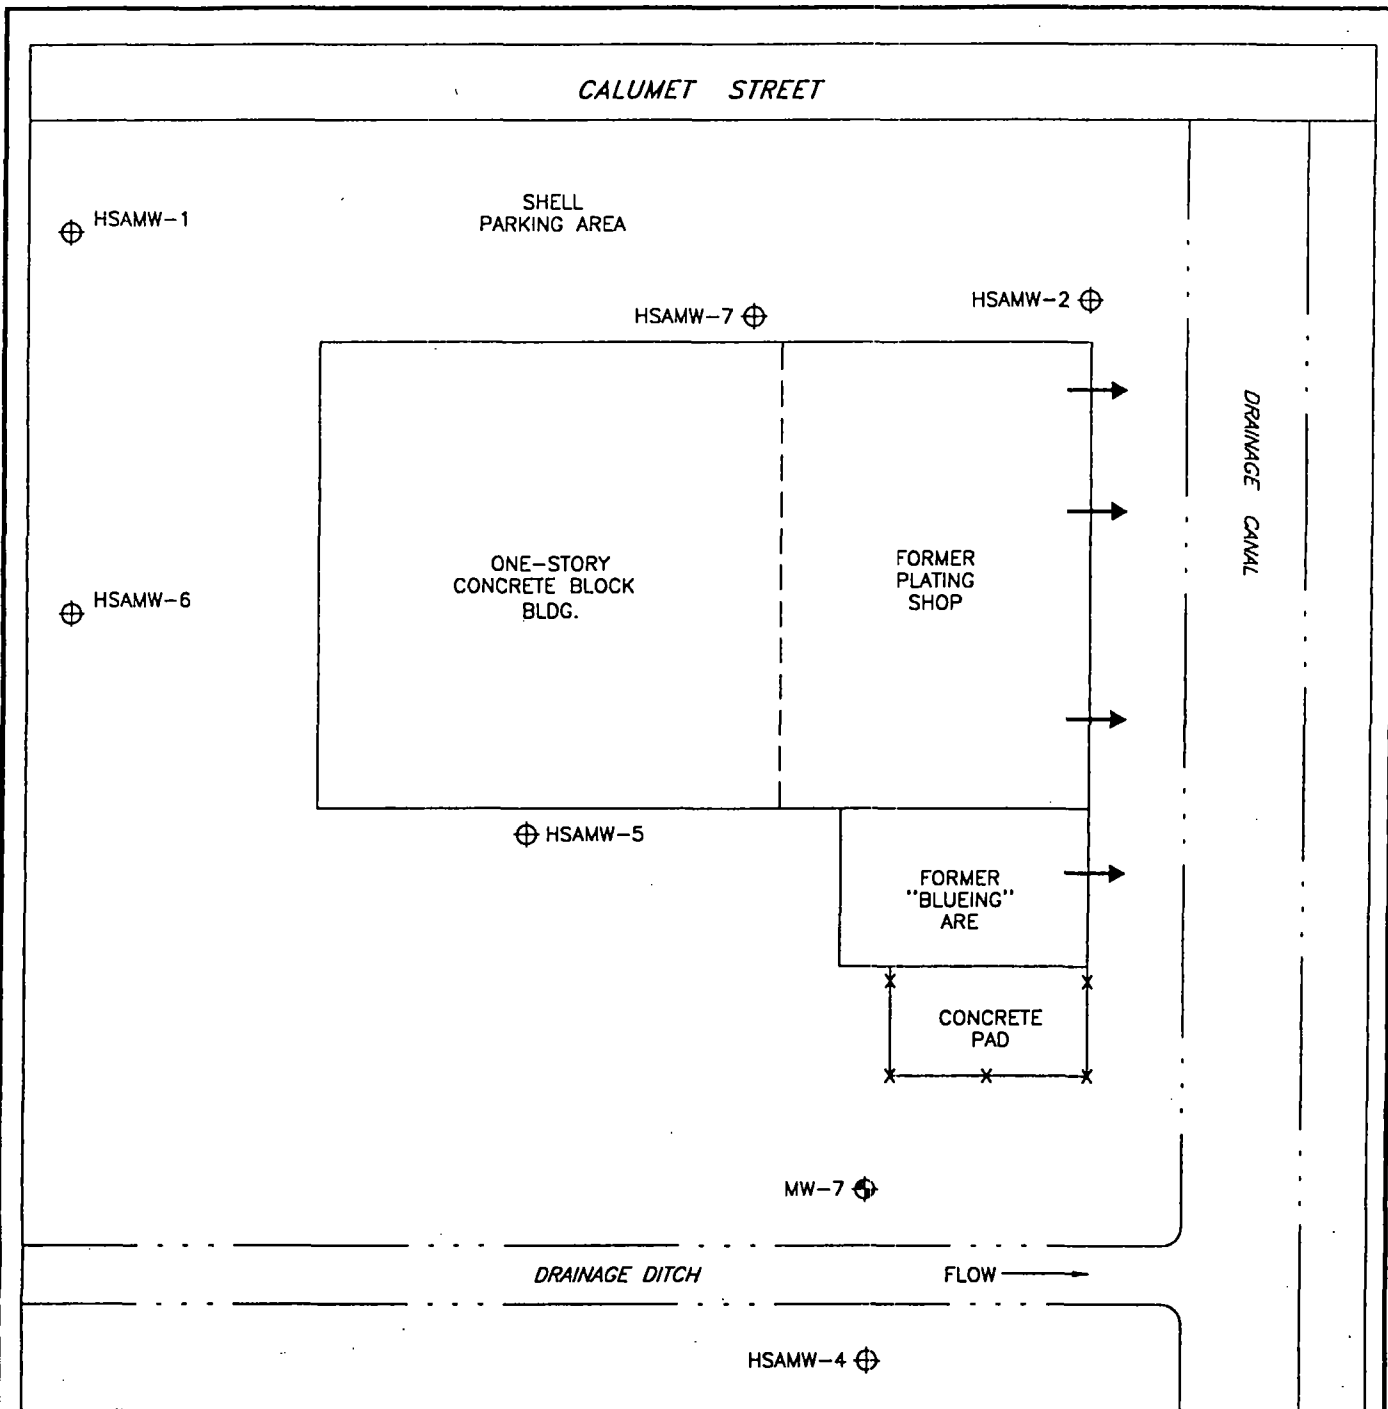 CALUMET STREET
SHELL
PARKING AREA
HSAMW-1
HSAMW-2
HSAMW-7
DRAINAGE CANAL
ONE-STORY
CONCRETE BLOCK
BLDG.
FORMER
PLATING
SHOP
HSAMW-6
HSAMW-5
FORMER
"BLUEING"
ARE
CONCRETE
PAD
MW-7
DRAINAGE DITCH
FLOW
HSAMW-4